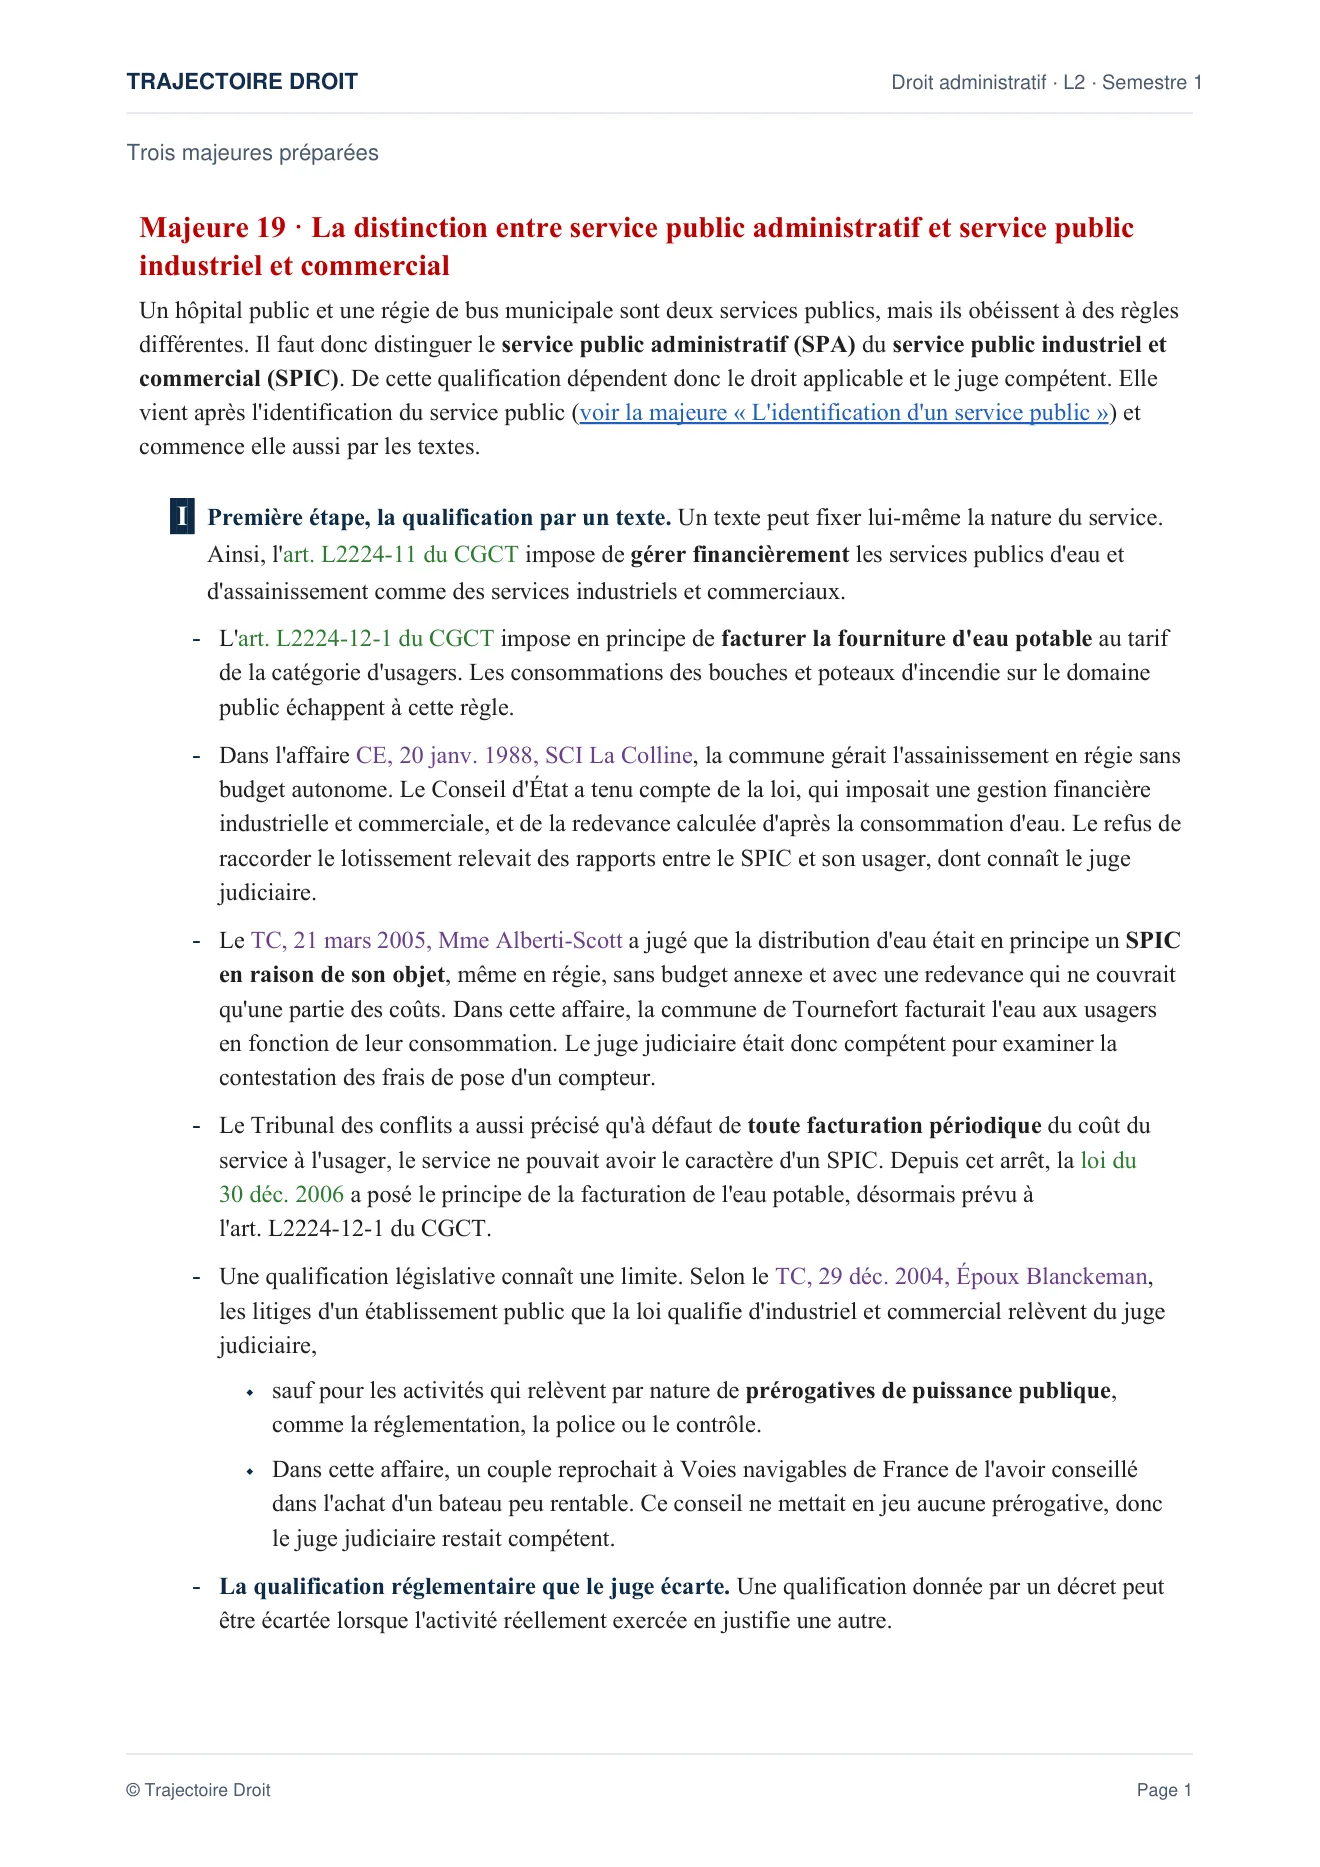 TRAJECTOIRE DROIT
Droit administratif · L2 · Semestre 1
Trois majeures préparées
Majeure 19 · La distinction entre service public administratif et service public
industriel et commercial
Un hôpital public et une régie de bus municipale sont deux services publics, mais ils obéissent à des règles
différentes. Il faut donc distinguer le service public administratif (SPA) du service public industriel et
commercial (SPIC). De cette qualification dépendent donc le droit applicable et le juge compétent. Elle
vient après l'identification du service public (voir la majeure « L'identification d'un service public ») et
commence elle aussi par les textes.
I Première étape, la qualification par un texte. Un texte peut fixer lui-même la nature du service.
Ainsi, l'art. L2224-11 du CGCT impose de gérer financièrement les services publics d'eau et
d'assainissement comme des services industriels et commerciaux.
- L'art. L2224-12-1 du CGCT impose en principe de facturer la fourniture d'eau potable au tarif
de la catégorie d'usagers. Les consommations des bouches et poteaux d'incendie sur le domaine
public échappent à cette règle.
- Dans l'affaire CE, 20 janv. 1988, SCI La Colline, la commune gérait l'assainissement en régie sans
budget autonome. Le Conseil d'État a tenu compte de la loi, qui imposait une gestion financière
industrielle et commerciale, et de la redevance calculée d'après la consommation d'eau. Le refus de
raccorder le lotissement relevait des rapports entre le SPIC et son usager, dont connaît le juge
judiciaire.
- Le TC, 21 mars 2005, Mme Alberti-Scott a jugé que la distribution d'eau était en principe un SPIC
en raison de son objet, même en régie, sans budget annexe et avec une redevance qui ne couvrait
qu'une partie des coûts. Dans cette affaire, la commune de Tournefort facturait l'eau aux usagers
en fonction de leur consommation. Le juge judiciaire était donc compétent pour examiner la
contestation des frais de pose d'un compteur.
- Le Tribunal des conflits a aussi précisé qu'à défaut de toute facturation périodique du coût du
service à l'usager, le service ne pouvait avoir le caractère d'un SPIC. Depuis cet arrêt, la loi du
30 déc. 2006 a posé le principe de la facturation de l'eau potable, désormais prévu à
l'art. L2224-12-1 du CGCT.
- Une qualification législative connaît une limite. Selon le TC, 29 déc. 2004, Époux Blanckeman,
les litiges d'un établissement public que la loi qualifie d'industriel et commercial relèvent du juge
judiciaire,
⬩ sauf pour les activités qui relèvent par nature de prérogatives de puissance publique,
comme la réglementation, la police ou le contrôle.
⬩ Dans cette affaire, un couple reprochait à Voies navigables de France de l'avoir conseillé
dans l'achat d'un bateau peu rentable. Ce conseil ne mettait en jeu aucune prérogative, donc
le juge judiciaire restait compétent.
- La qualification réglementaire que le juge écarte. Une qualification donnée par un décret peut
être écartée lorsque l'activité réellement exercée en justifie une autre.
© Trajectoire Droit
Page 1